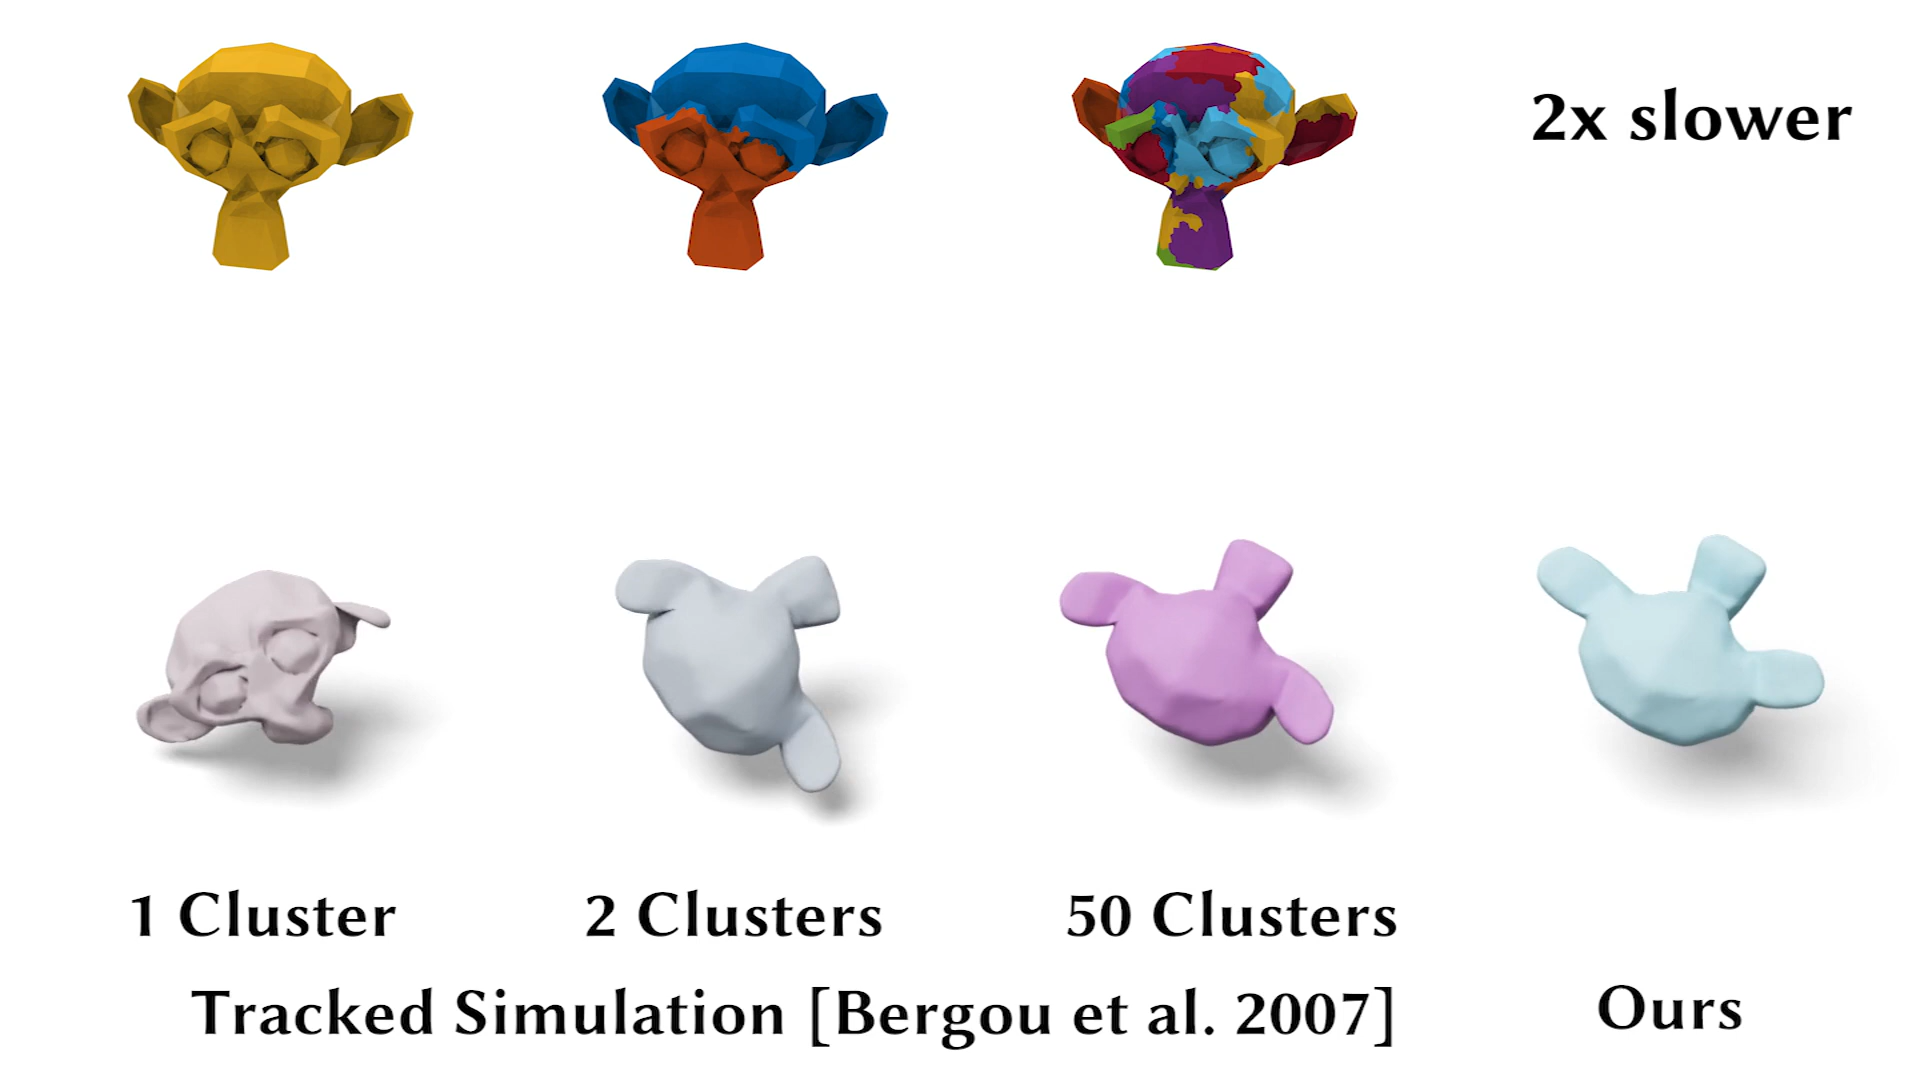 2x slower
1 Cluster
2 Clusters
50 Clusters
Tracked Simulation [Bergou et al. 2007]
Ours